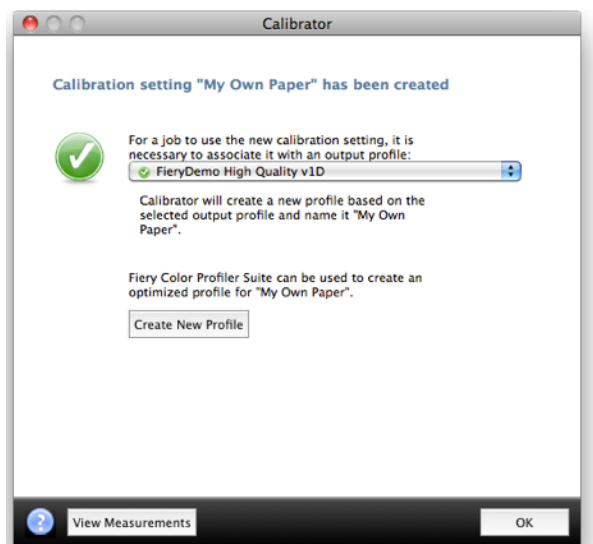 Calibrator
Calibration setting "My Own Paper" has been created
For a job to use the new calibration setting, it is
necessary to associate it with an output profile:
FieryDemo High Quality v1D
Calibrator will create a new profile based on the
selected output profile and name it "My Own
Paper".
Fiery Color Profiler Suite can be used to create an
optimized profile for "My Own Paper".
Create New Profile
?
View Measurements
OK